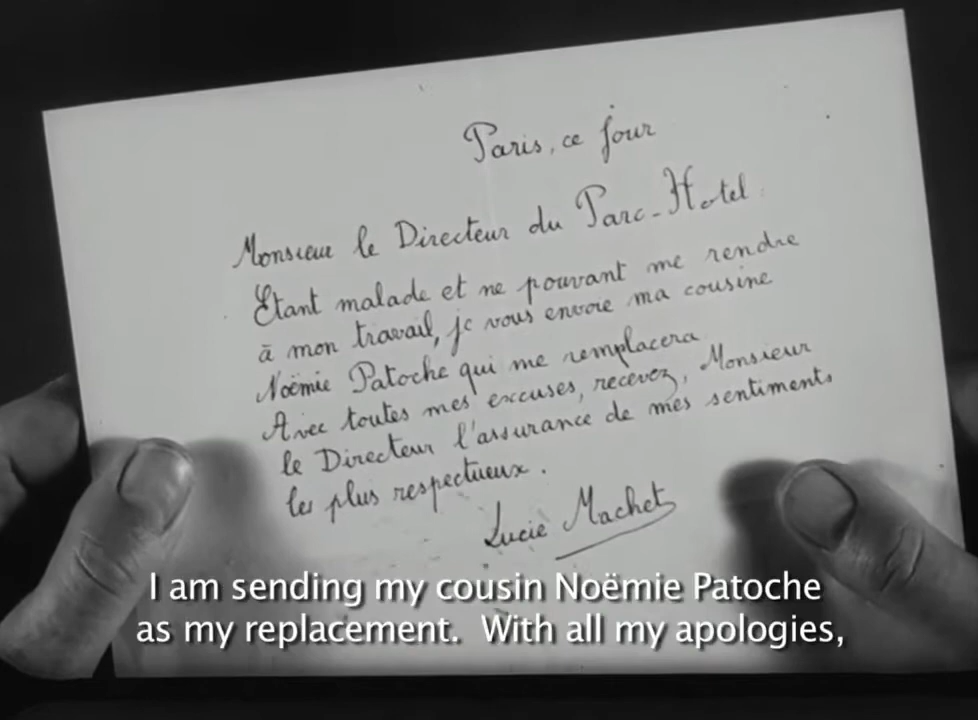 Paris, ce jour
Monsieur le Directeur du Parc-Hotel
Etant malade et ne pouvant me rendre
à mon travail, je vous envoie ma cousine
Noëmie Patoche qui me remplacera
Avec toutes mes excuses, recevez, Monsieur
le Directeur l'assurance de mes sentiments
les plus respectueux.
Lucie Machet
I am sending my cousin Noëmie Patoche
as my replacement. With all my apologies,